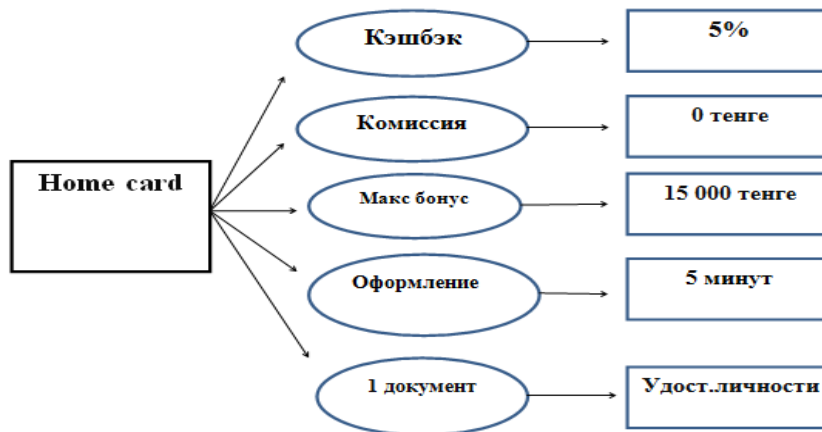 Кэшбэк
5%
Комиссия
0 тенге
Home card
Макс бонус
15 000 тенге
Оформление
5 минут
1 документ
Удост.личности